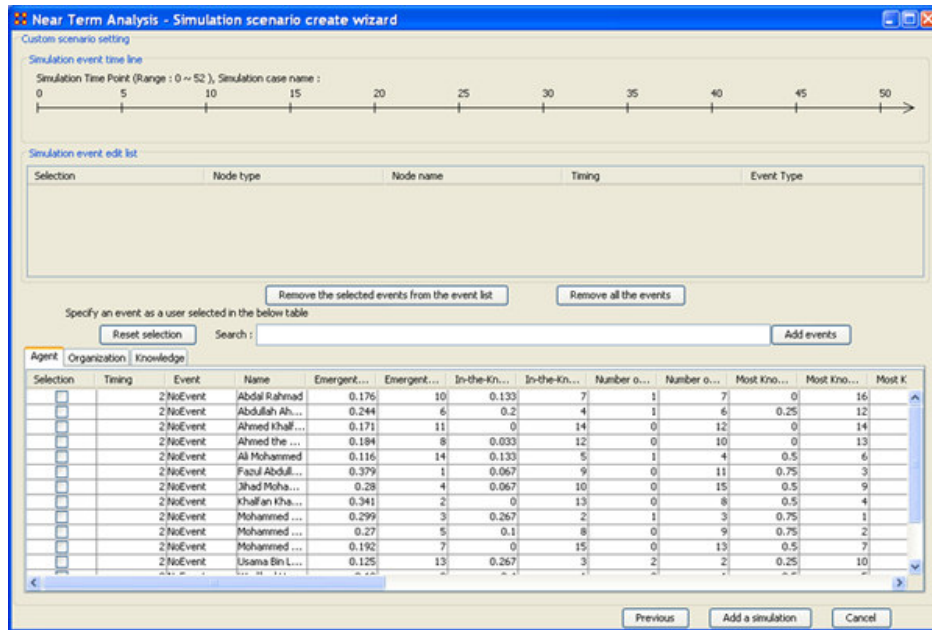 Near Term Analysis - Simulation scenario create wizard
Custom scenario setting
Simulation event time line
Simulation Time Point (Range : 0 ~ 52 ), Simulation case name :
0 5 10 15 20 25 30 35 40 45 50
Simulation event edit list
Selection Node type Node name Timing Event Type
Remove the selected events from the event list Remove all the events
Specify an event as a user selected in the below table
Reset selection Search : Add events
Agent Organization Knowledge
Selection Timing Event Name Emergent... Emergent... In-the-Kn... In-the-Kn... Number o... Number o... Most Kno... Most Kno... Most K
2 NoEvent Abdal Rahmad 0.176 10 0.133 7 1 7 0 16
2 NoEvent Abdullah Ah... 0.244 6 0.2 4 1 6 0.25 12
2 NoEvent Ahmed Khalf... 0.171 11 0 14 0 12 0 14
2 NoEvent Ahmed the ... 0.184 8 0.033 12 0 10 0 13
2 NoEvent Ali Mohammed 0.116 14 0.133 5 1 4 0.5 6
2 NoEvent Fazul Abdull... 0.379 1 0.067 9 0 11 0.75 3
2 NoEvent Jihad Moha... 0.28 4 0.067 10 0 15 0.5 9
2 NoEvent Khalfan Kha... 0.341 2 0 13 0 8 0.5 4
2 NoEvent Mohammed ... 0.299 3 0.267 2 1 3 0.75 1
2 NoEvent Mohammed ... 0.27 5 0.1 8 0 9 0.75 2
2 NoEvent Mohammed ... 0.192 7 0 15 0 13 0.5 7
2 NoEvent Usama Bin L... 0.125 13 0.267 3 2 2 0.25 10
Previous Add a simulation Cancel